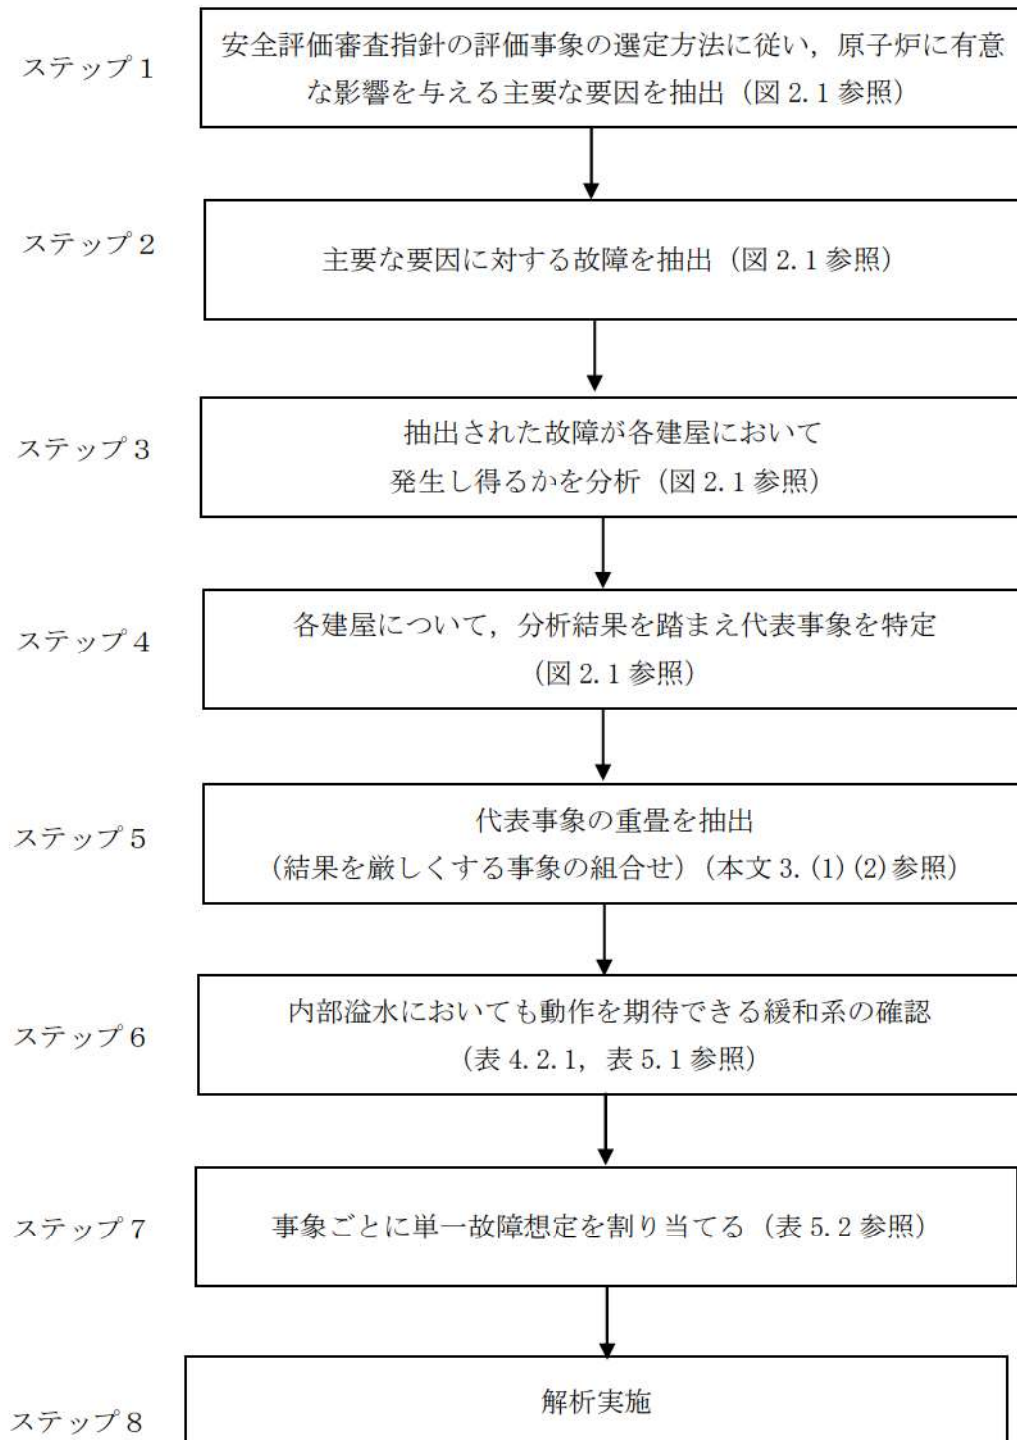 ステップ1
安全評価審査指針の評価事象の選定方法に従い，原子炉に有意
な影響を与える主要な要因を抽出（図 2.1 参照）
ステップ2
主要な要因に対する故障を抽出（図 2.1 参照）
ステップ3
抽出された故障が各建屋において
発生し得るかを分析（図 2.1 参照）
ステップ4
各建屋について，分析結果を踏まえ代表事象を特定
（図 2.1 参照）
ステップ5
代表事象の重畳を抽出
（結果を厳しくする事象の組合せ）（本文 3.(1)(2)参照）
ステップ6
内部溢水においても動作を期待できる緩和系の確認
（表 4.2.1，表 5.1 参照）
ステップ7
事象ごとに単一故障想定を割り当てる（表 5.2 参照）
ステップ8
解析実施